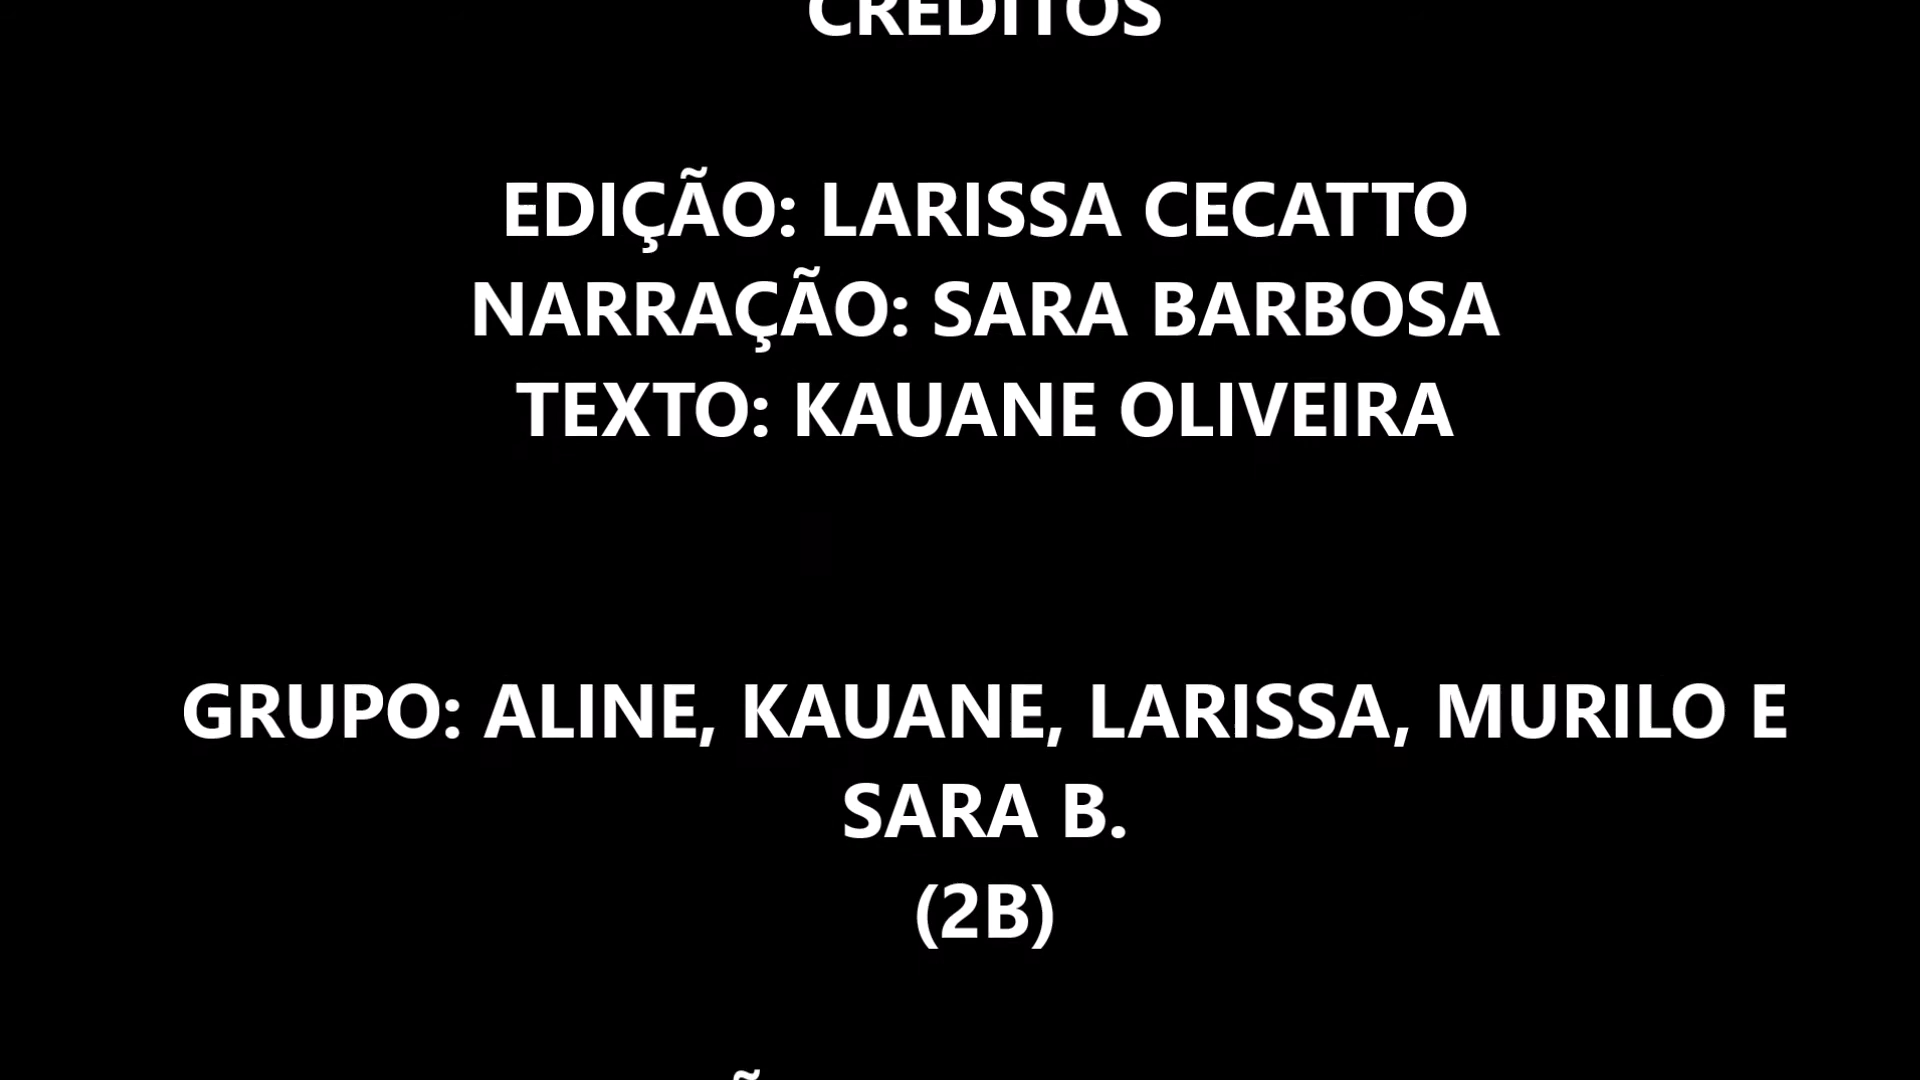 CRÉDITOS
EDIÇÃO: LARISSA CECATTO
NARRAÇÃO: SARA BARBOSA
TEXTO: KAUANE OLIVEIRA
GRUPO: ALINE, KAUANE, LARISSA, MURILO E
SARA B.
(2B)